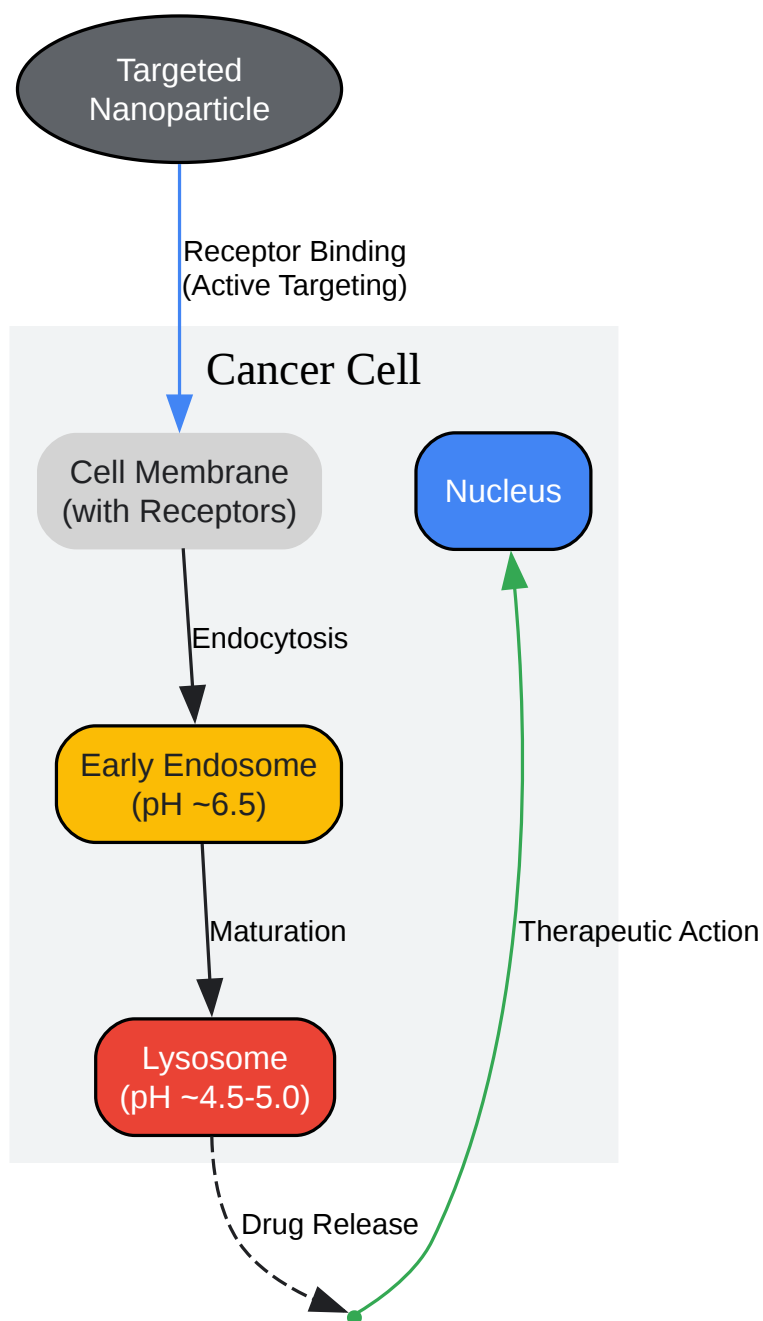 Targeted
Nanoparticle
Receptor Binding
(Active Targeting)
Cancer Cell
Cell Membrane
(with Receptors)
Nucleus
Endocytosis
Early Endosome
(pH ~6.5)
Maturation
Therapeutic Action
Lysosome
(pH ~4.5-5.0)
Drug Release